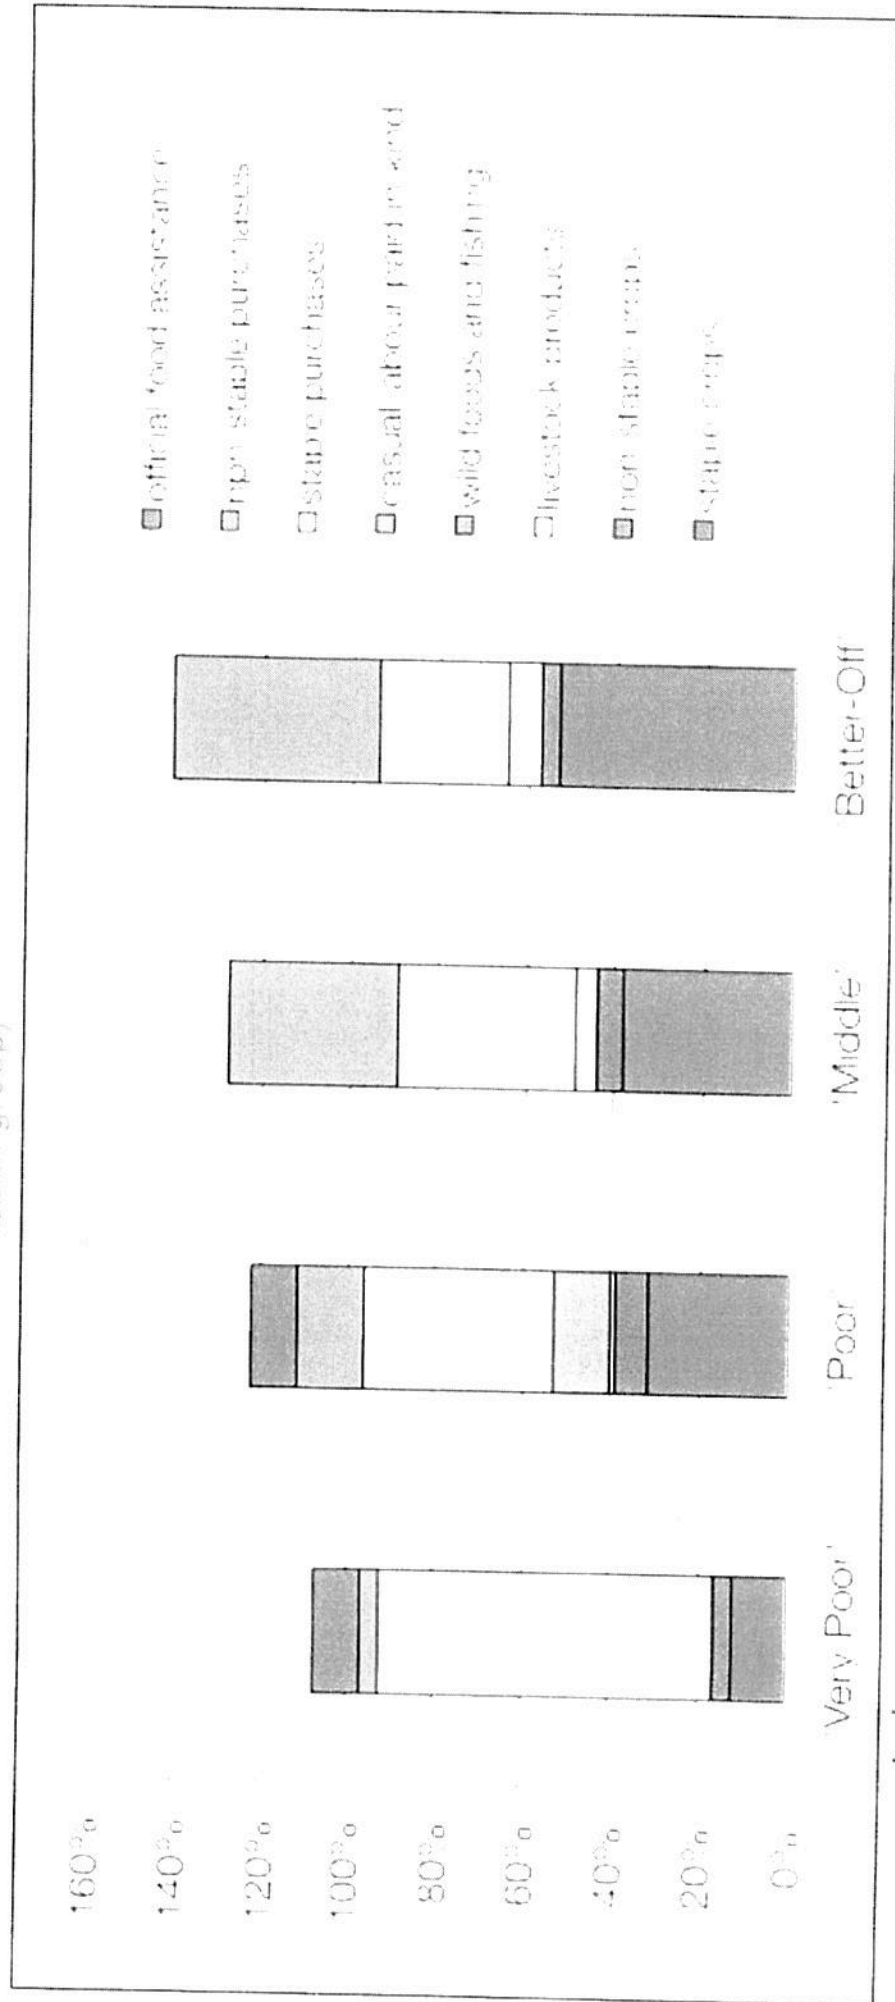 160%
140%
120%
100%
80%
60%
40%
20%
0%
'Very Poor'
'Poor'
'Middle'
'Better-Off'
official food assistance
non staple purchases
staple purchases
casual labour paid in kind
wild foods and fishing
livestock products
non staple crops
staple crops